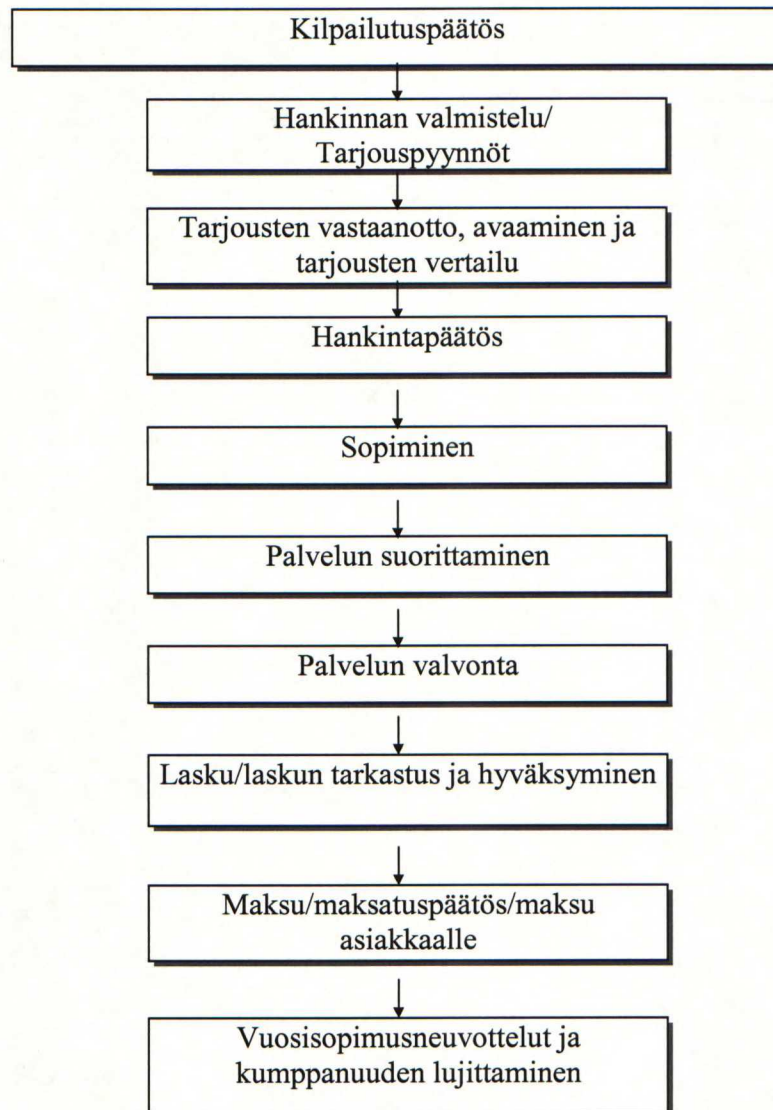 Kilpailutuspäätös
Hankinnan valmistelu/
Tarjouspyynnöt
Tarjousten vastaanotto, avaaminen ja
tarjousten vertailu
Hankintapäätös
Sopiminen
Palvelun suorittaminen
Palvelun valvonta
Lasku/laskun tarkastus ja hyväksyminen
Maksu/maksatuspäätös/maksu
asiakkaalle
Vuosisopimusneuvottelut ja
kumppanuuden lujittaminen